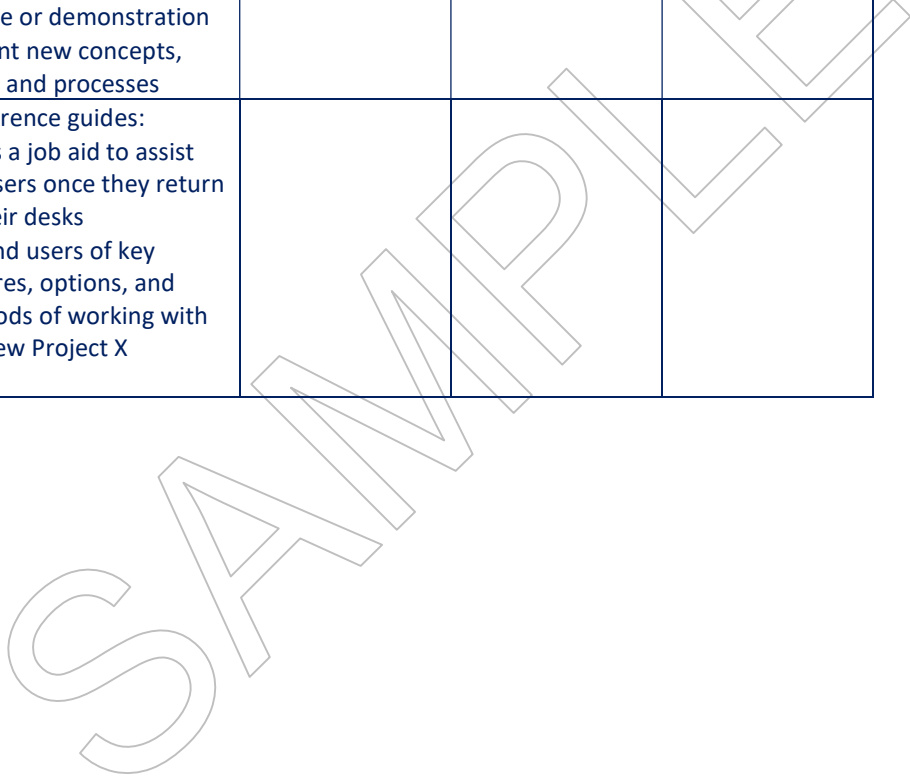 e or demonstration
nt new concepts,
and processes
rence guides:
s a job aid to assist
sers once they return
eir desks
nd users of key
res, options, and
ods of working with
ew Project X
SAMPLE